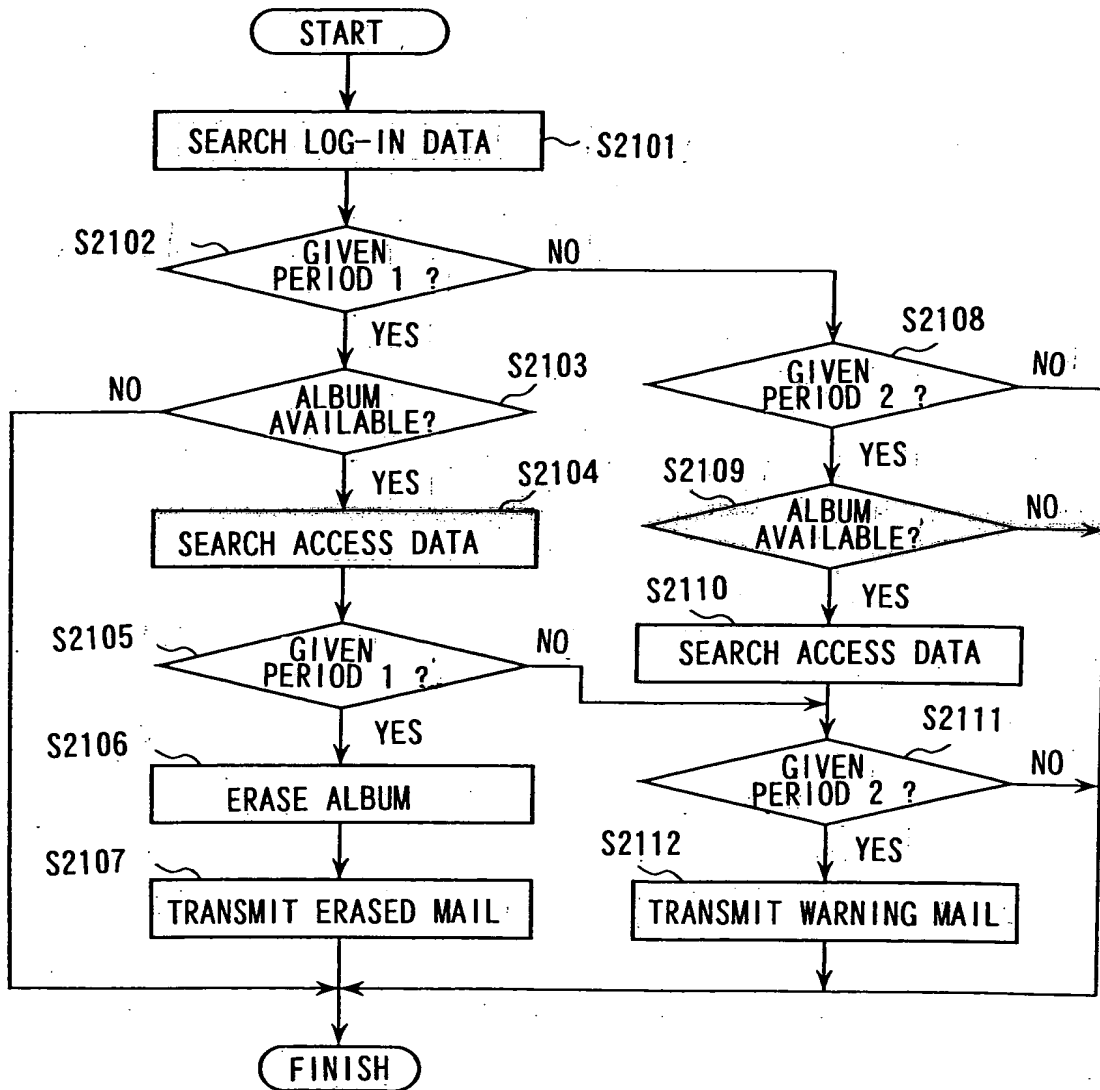 START
SEARCH LOG-IN DATA
S2101
S2102
GIVEN
PERIOD 1 ?
NO
YES
S2103
NO
ALBUM
AVAILABLE?
YES
S2104
SEARCH ACCESS DATA
S2105
GIVEN
PERIOD 1 ?
NO
YES
S2106
ERASE ALBUM
S2107
TRANSMIT ERASED MAIL
S2108
GIVEN
PERIOD 2 ?
NO
YES
S2109
ALBUM
AVAILABLE?
NO
YES
S2110
SEARCH ACCESS DATA
S2111
GIVEN
PERIOD 2 ?
NO
YES
S2112
TRANSMIT WARNING MAIL
FINISH